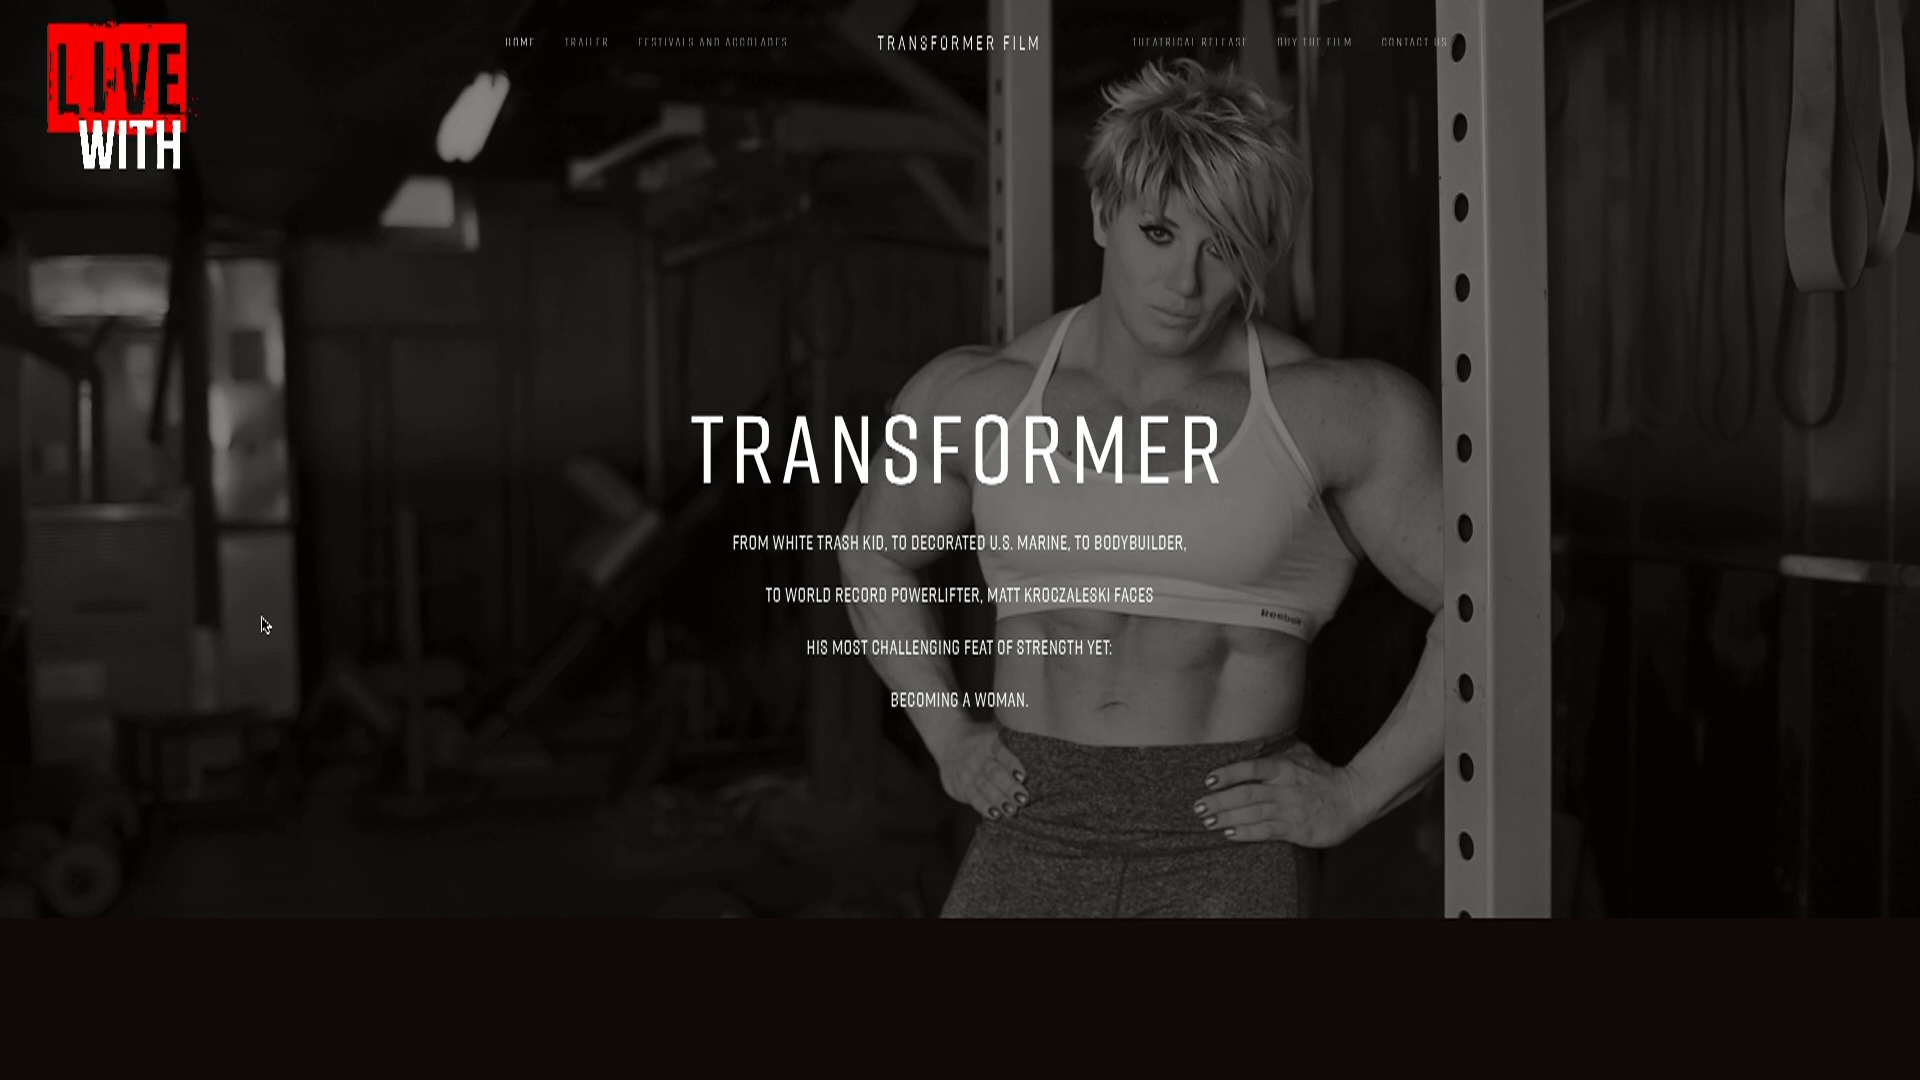 LIVE
WITH
HOME TRAILER FESTIVALS AND ACCOLADES TRANSFORMER FILM THEATRICAL RELEASE BUY THE FILM CONTACT US
TRANSFORMER
FROM WHITE TRASH KID, TO DECORATED U.S. MARINE, TO BODYBUILDER,
TO WORLD RECORD POWERLIFTER, MATT KROCZALESKI FACES
HIS MOST CHALLENGING FEAT OF STRENGTH YET:
BECOMING A WOMAN.
Reebok